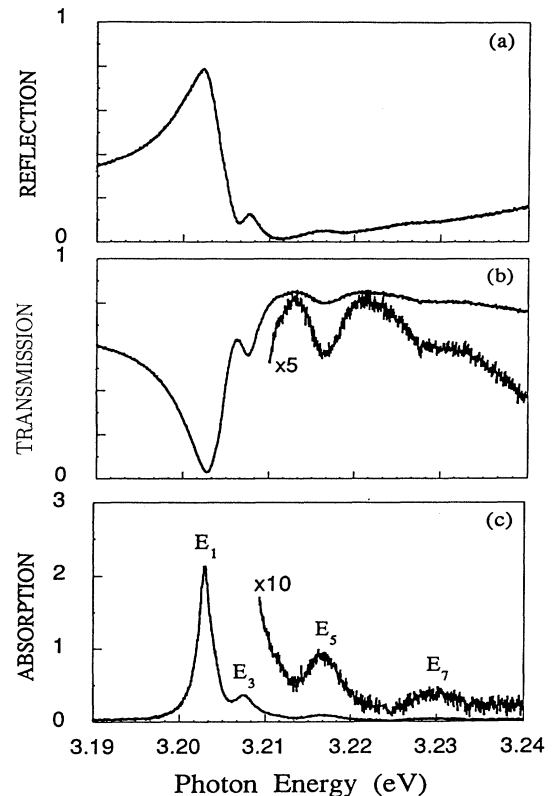 1
(a)
REFLECTION
0
1
(b)
TRANSMISSION
x5
0
3
(c)
E1
2
x10
ABSORPTION
E5
1
E3
E7
0
3.19 3.20 3.21 3.22 3.23 3.24
Photon Energy (eV)